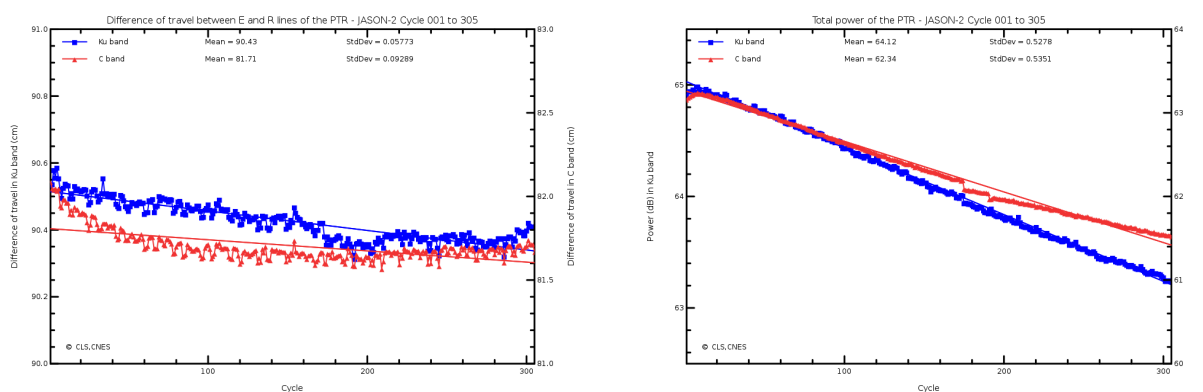 Difference of travel between E and R lines of the PTR - JASON-2 Cycle 001 to 305
91.0
90.8
90.6
90.4
90.2
90.0
Difference of travel in Ku band (cm)
Ku band Mean = 90.43 StdDev = 0.05773
C band Mean = 81.71 StdDev = 0.09289
© CLS,CNES
100 200 300
Cycle
83.0
82.5
82.0
81.5
81.0
Difference of travel in C band (cm)
Total power of the PTR - JASON-2 Cycle 001 to 305
65
64
63
Power (dB) in Ku band
Ku band Mean = 64.12 StdDev = 0.5278
C band Mean = 62.34 StdDev = 0.5351
© CLS,CNES
100 200 300
Cycle
64
63
62
61
60